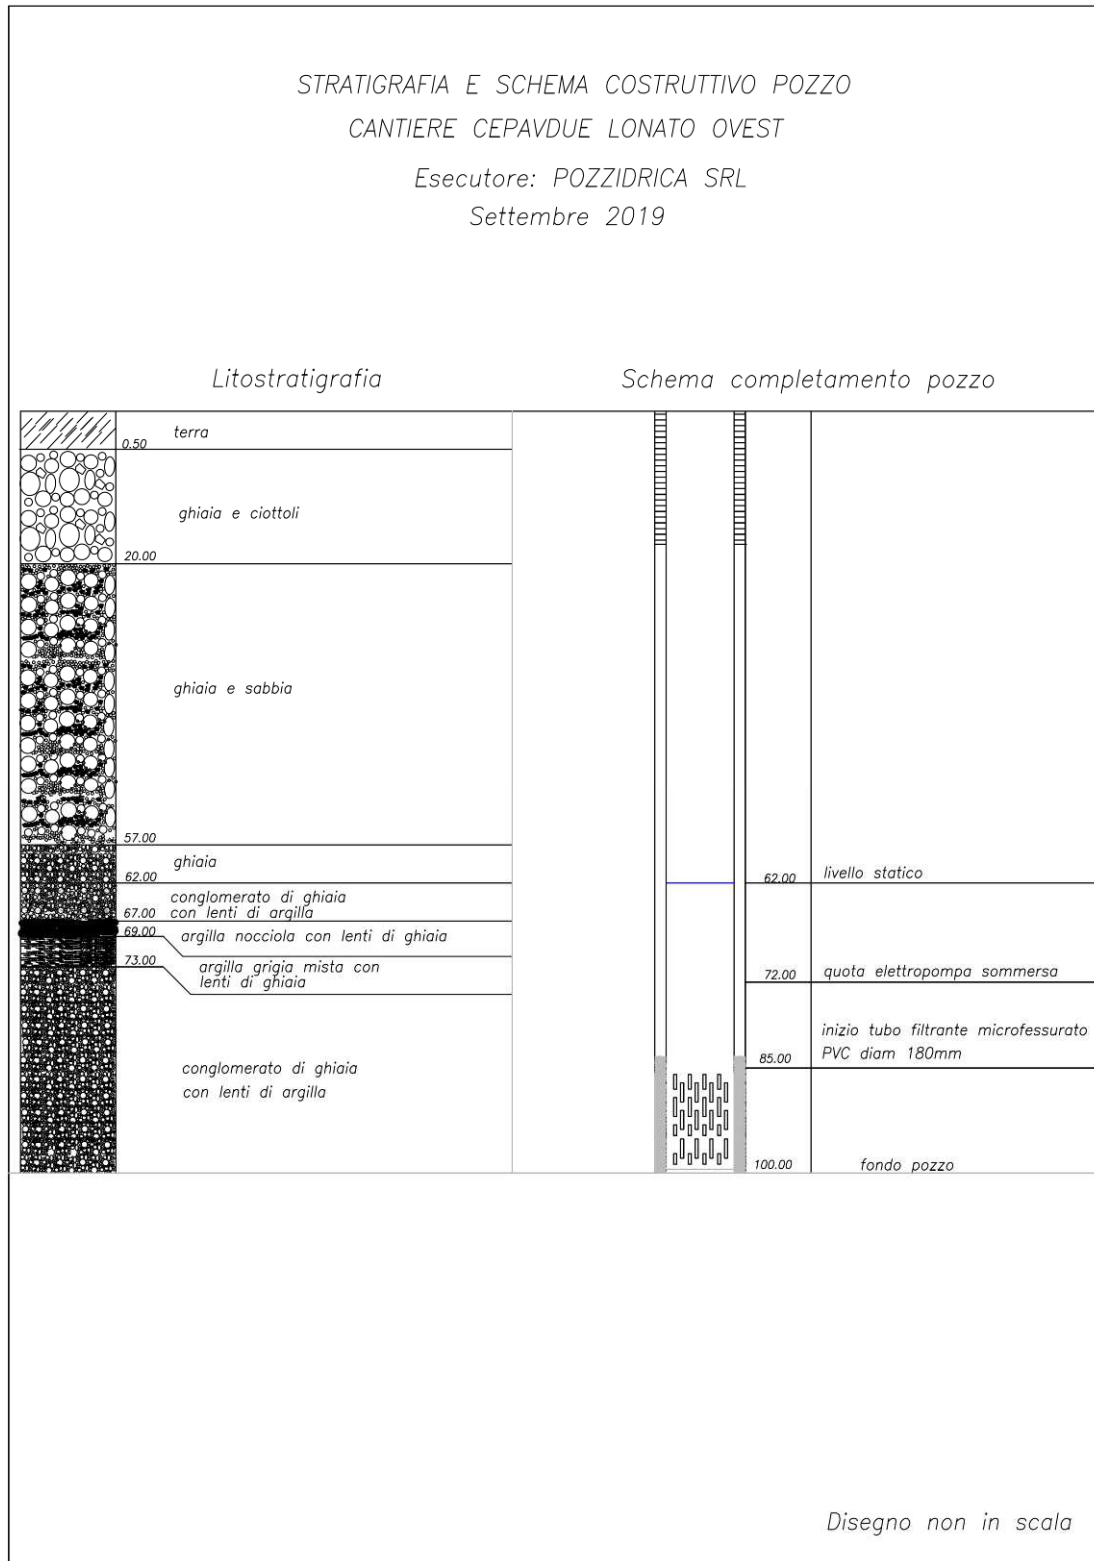 STRATIGRAFIA E SCHEMA COSTRUTTIVO POZZO
CANTIERE CEPAVDUE LONATO OVEST
Esecutore: POZZIDRICA SRL
Settembre 2019
Litostratigrafia
terra
0.50
ghiaia e ciottoli
20.00
ghiaia e sabbia
57.00
ghiaia
62.00
conglomerato di ghiaia
67.00 con lenti di argilla
69.00 argilla nocciola con lenti di ghiaia
73.00 argilla grigia mista con
lenti di ghiaia
conglomerato di ghiaia
con lenti di argilla
Schema completamento pozzo
62.00 livello statico
72.00 quota elettropompa sommersa
inizio tubo filtrante microfessurato
85.00 PVC diam 180mm
100.00 fondo pozzo
Disegno non in scala